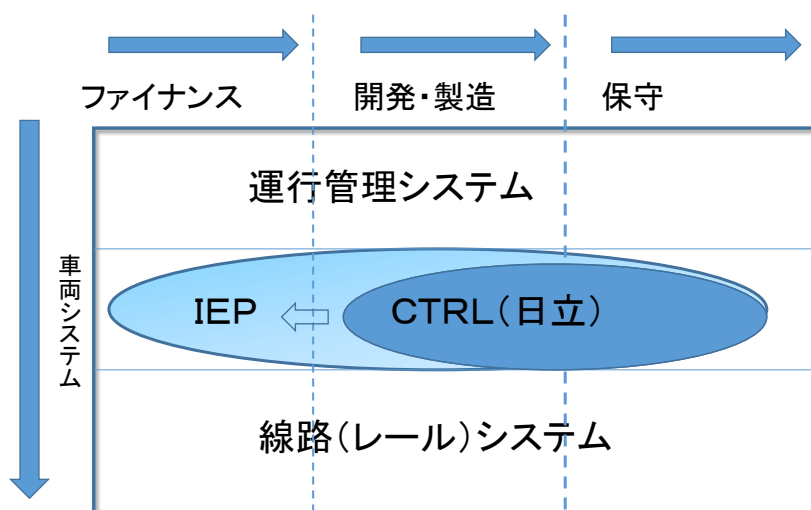 ファイナンス
開発・製造
保守
運行管理システム
車両システム
IEP
CTRL(日立)
線路(レール)システム